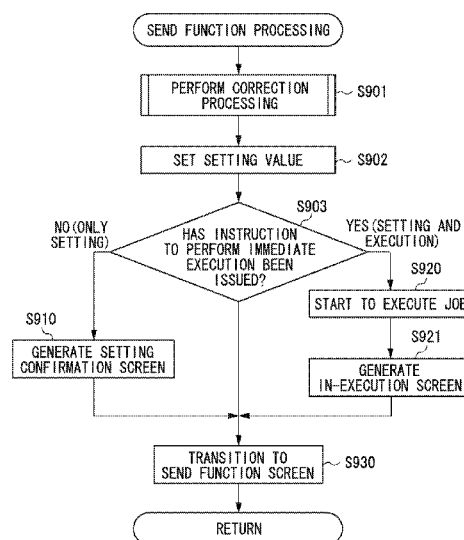 SEND FUNCTION PROCESSING
S901
PERFORM CORRECTION
PROCESSING
S902
SET SETTING VALUE
S903
NO(ONLY
SETTING)
HAS INSTRUCTION
TO PERFORM IMMEDIATE
EXECUTION BEEN
ISSUED?
YES(SETTING AND
EXECUTION)
S920
START TO EXECUTE JOB
S910
GENERATE SETTING
CONFIRMATION SCREEN
S921
GENERATE
IN-EXECUTION SCREEN
TRANSITION TO
SEND FUNCTION SCREEN
S930
RETURN